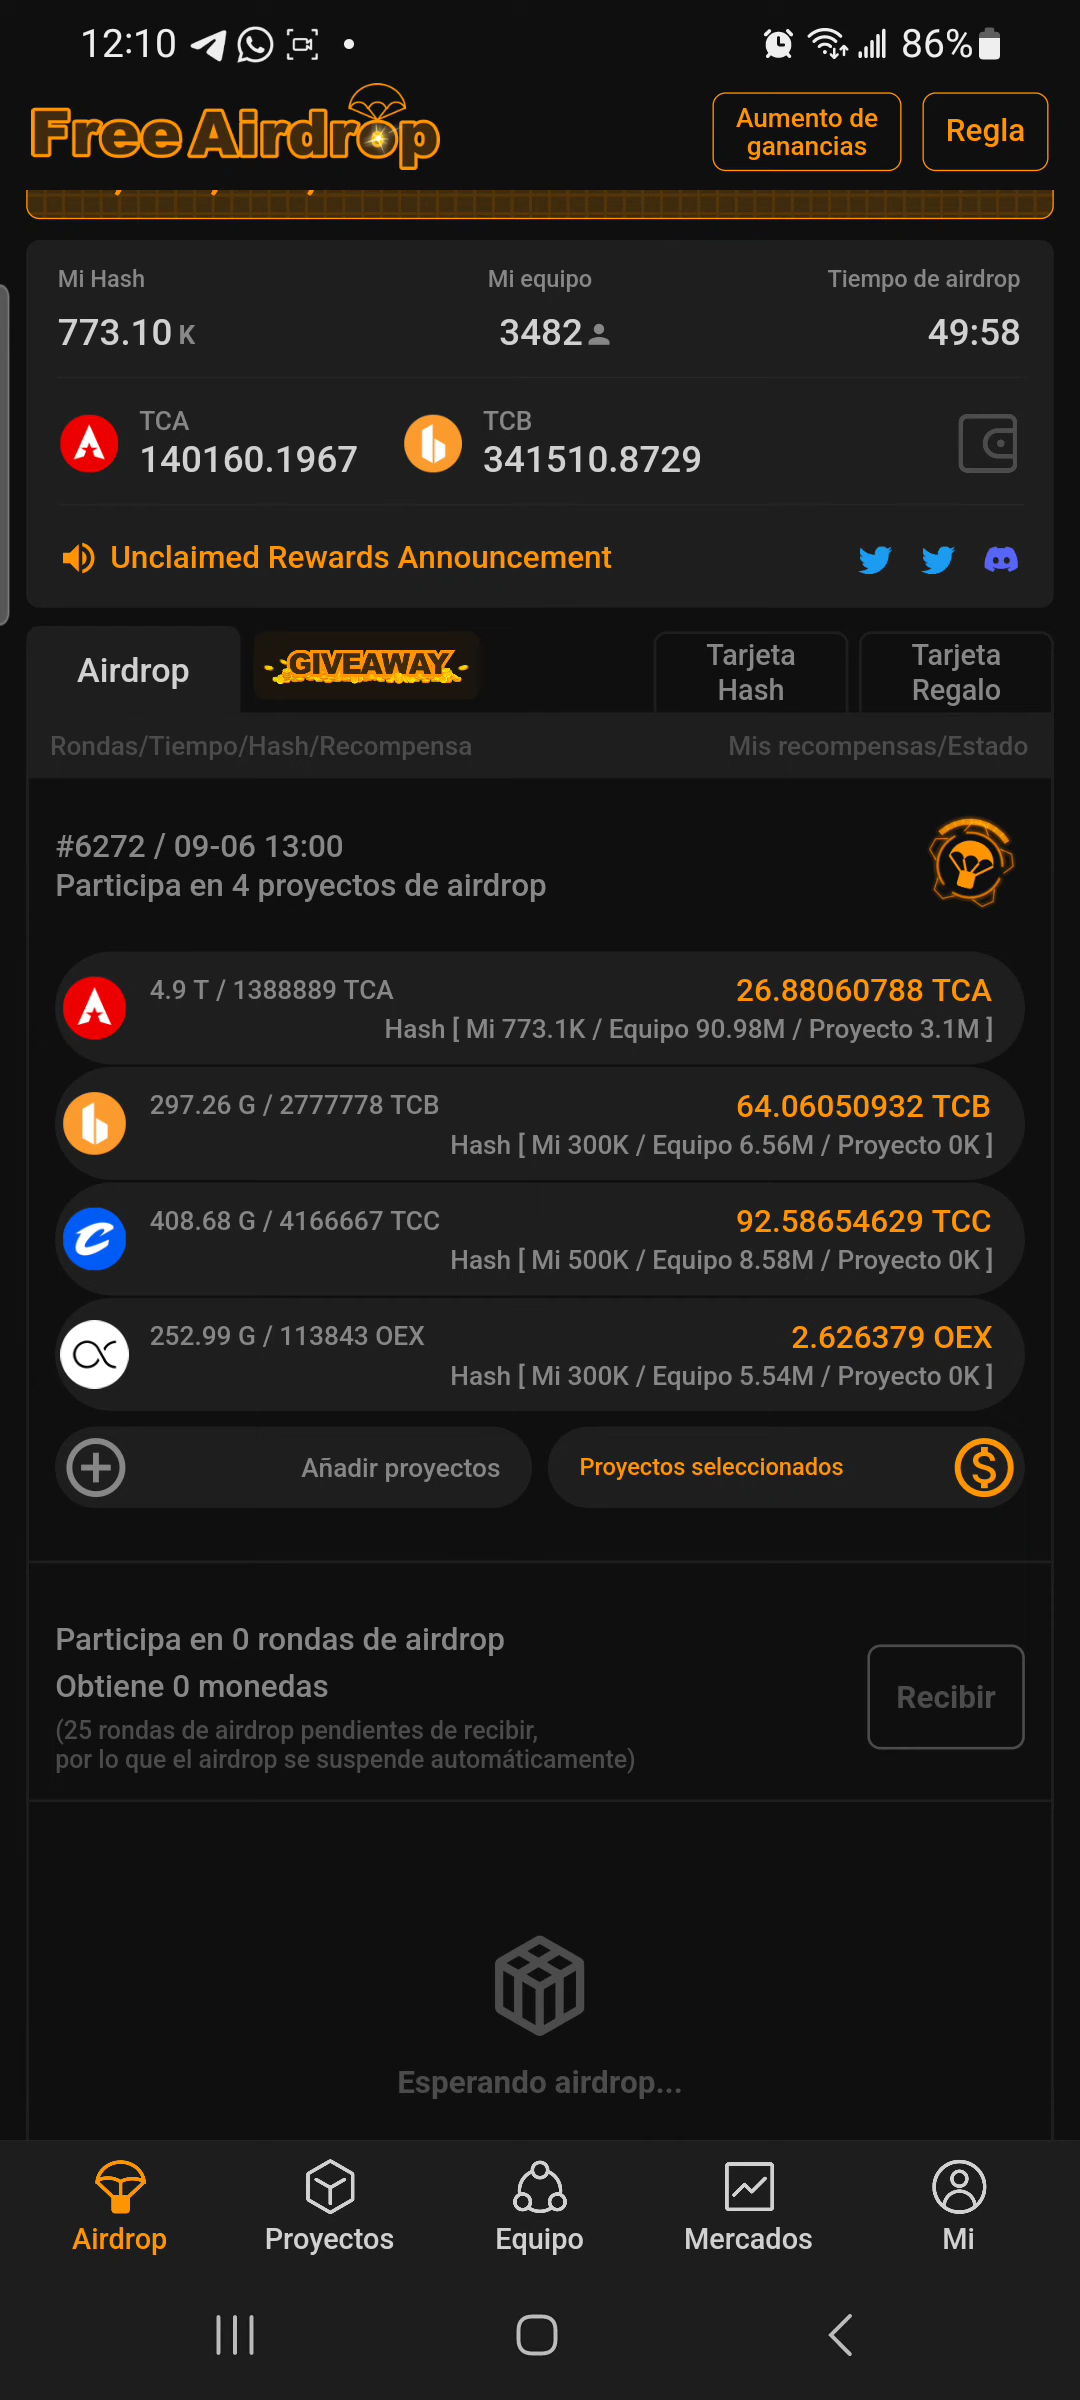 12:10
86%
Free Airdrop
Aumento de
ganancias
Regla
Mi Hash
Mi equipo
Tiempo de airdrop
773.10 K
3482
49:58
TCA
140160.1967
TCB
341510.8729
Unclaimed Rewards Announcement
Airdrop
GIVEAWAY
Tarjeta
Hash
Tarjeta
Regalo
Rondas/Tiempo/Hash/Recompensa
Mis recompensas/Estado
#6272 / 09-06 13:00
Participa en 4 proyectos de airdrop
4.9 T / 1388889 TCA
26.88060788 TCA
Hash [ Mi 773.1K / Equipo 90.98M / Proyecto 3.1M ]
297.26 G / 2777778 TCB
64.06050932 TCB
Hash [ Mi 300K / Equipo 6.56M / Proyecto 0K ]
408.68 G / 4166667 TCC
92.58654629 TCC
Hash [ Mi 500K / Equipo 8.58M / Proyecto 0K ]
252.99 G / 113843 OEX
2.626379 OEX
Hash [ Mi 300K / Equipo 5.54M / Proyecto 0K ]
Añadir proyectos
Proyectos seleccionados
Participa en 0 rondas de airdrop
Obtiene 0 monedas
(25 rondas de airdrop pendientes de recibir,
por lo que el airdrop se suspende automáticamente)
Recibir
Esperando airdrop...
Airdrop
Proyectos
Equipo
Mercados
Mi